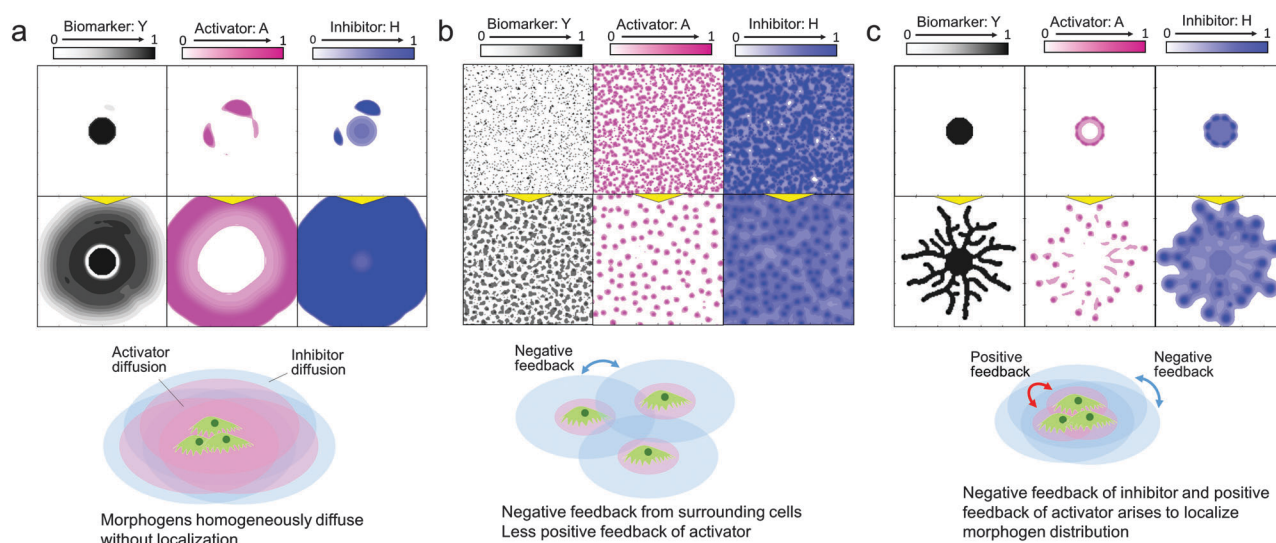 a
Biomarker: Y
0 1
Activator: A
0 1
Inhibitor: H
0 1
Activator
diffusion
Inhibitor
diffusion
Morphogens homogeneously diffuse
without localization
b
Biomarker: Y
0 1
Activator: A
0 1
Inhibitor: H
0 1
Negative
feedback
Negative feedback from surrounding cells
Less positive feedback of activator
c
Biomarker: Y
0 1
Activator: A
0 1
Inhibitor: H
0 1
Positive
feedback
Negative
feedback
Negative feedback of inhibitor and positive
feedback of activator arises to localize
morphogen distribution